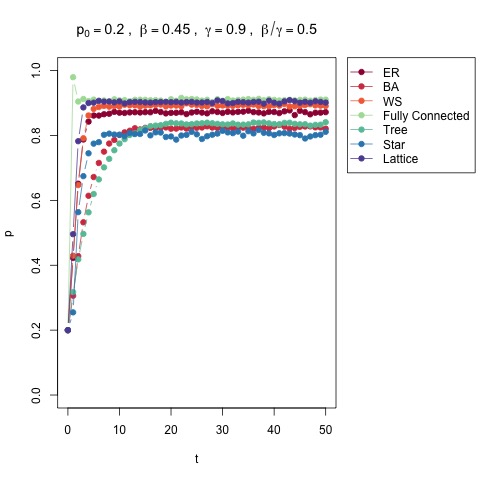 p₀ = 0.2 , β = 0.45 , γ = 0.9 , β/γ = 0.5
ER
BA
WS
Fully Connected
Tree
Star
Lattice
1.0
0.8
0.6
0.4
0.2
0.0
p
0 10 20 30 40 50
t